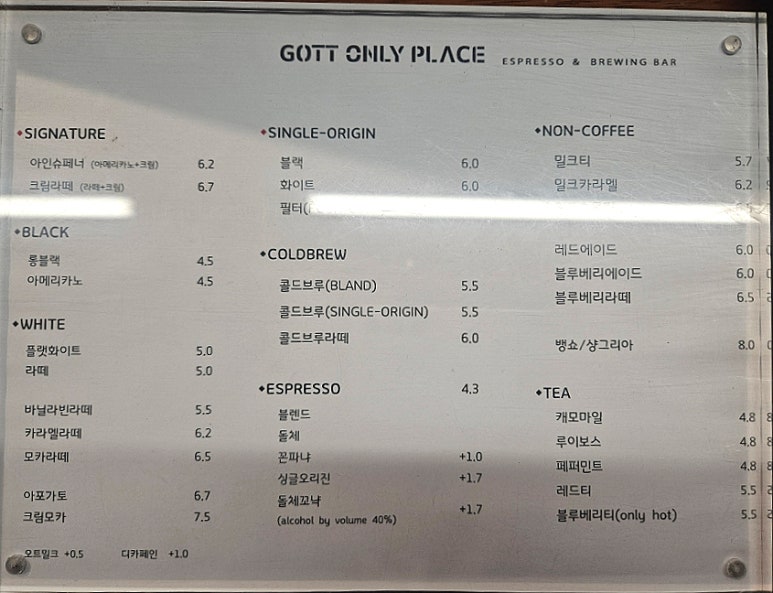 GOTT ONLY PLACE ESPRESSO & BREWING BAR
◆SIGNATURE
아인슈페너 (아메리카노+크림) 6.2
크림라떼 (라떼+크림) 6.7
◆BLACK
롱블랙 4.5
아메리카노 4.5
◆WHITE
플랫화이트 5.0
라떼 5.0
바닐라빈라떼 5.5
카라멜라떼 6.2
모카라떼 6.5
아포가토 6.7
크림모카 7.5
오트밀크 +0.5 디카페인 +1.0
◆SINGLE-ORIGIN
블랙 6.0
화이트 6.0
필터
◆COLDBREW
콜드브루(BLAND) 5.5
콜드브루(SINGLE-ORIGIN) 5.5
콜드브루라떼 6.0
◆ESPRESSO 4.3
블렌드
돌체
꼰파냐 +1.0
싱글오리진 +1.7
돌체꼬냑 +1.7
(alcohol by volume 40%)
◆NON-COFFEE
밀크티 5.7
밀크카라멜 6.2
레드에이드 6.0
블루베리에이드 6.0
블루베리라떼 6.5
뱅쇼/샹그리아 8.0
◆TEA
캐모마일 4.8
루이보스 4.8
페퍼민트 4.8
레드티 5.5
블루베리티(only hot) 5.5